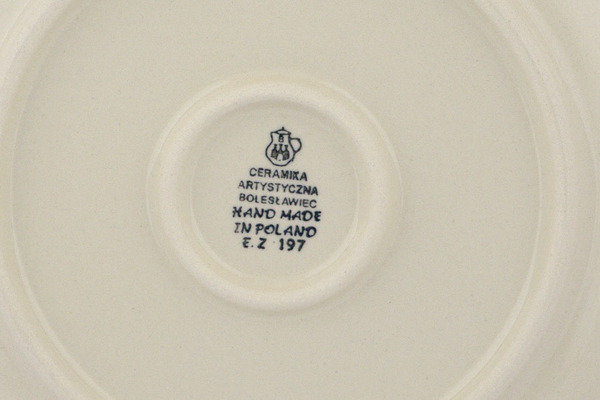 CERAMIKA
ARTYSTYCZNA
BOLESŁAWIEC
HAND MADE
IN POLAND
E.Z 197